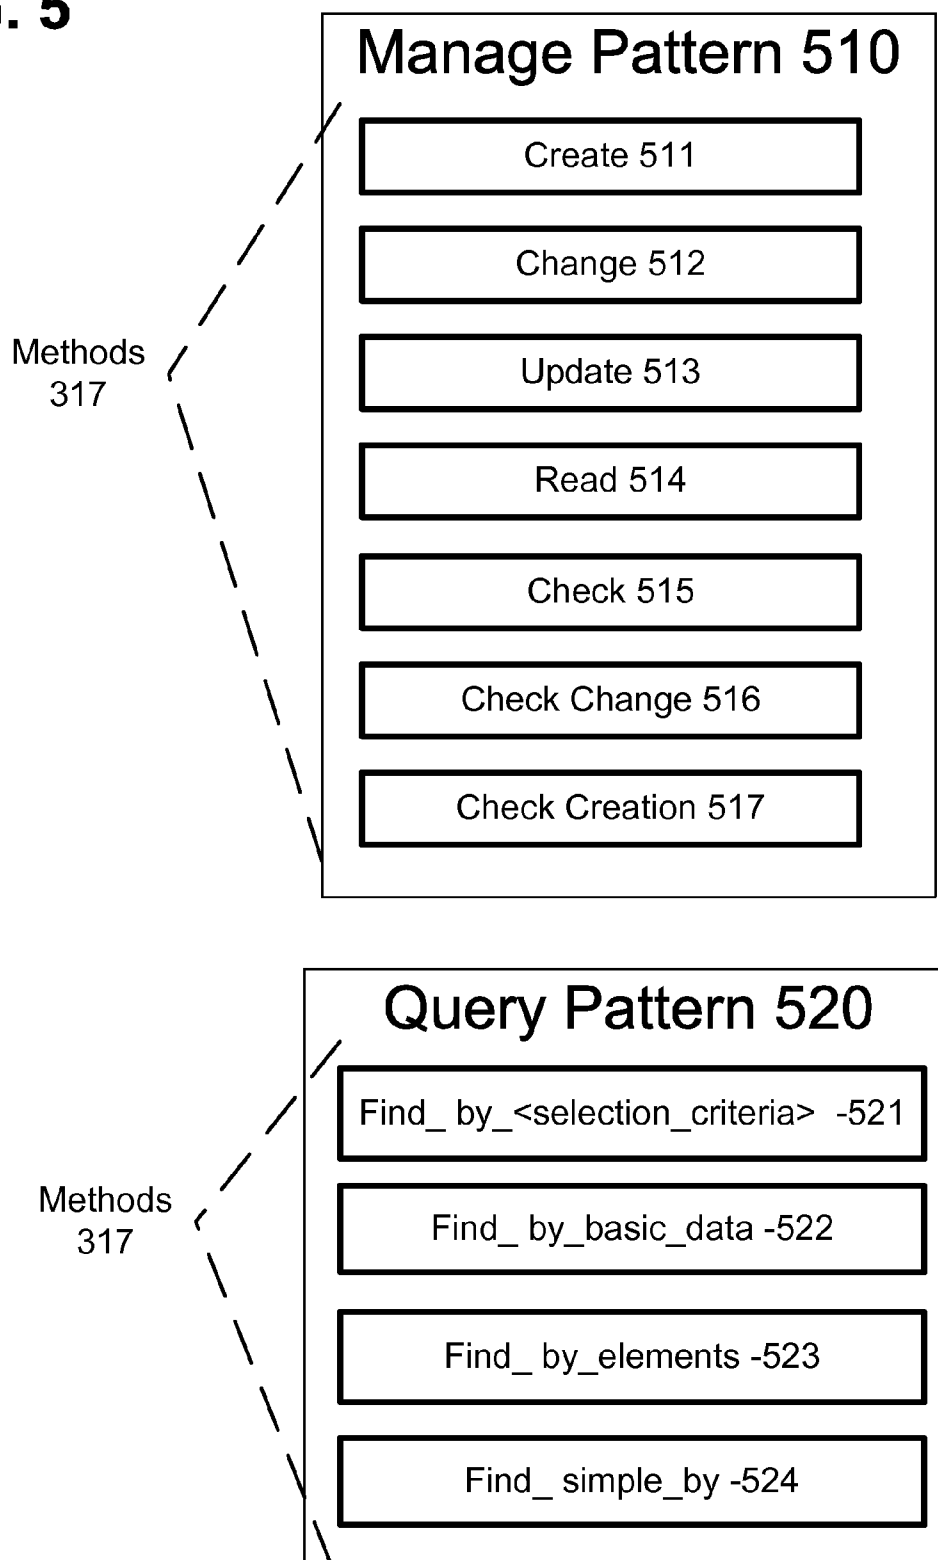 . 5
Manage Pattern 510
Create 511
Change 512
Update 513
Methods
317
Read 514
Check 515
Check Change 516
Check Creation 517
Query Pattern 520
Find_ by_<selection_criteria> -521
Methods
317
Find_ by_basic_data -522
Find_ by_elements -523
Find_ simple_by -524